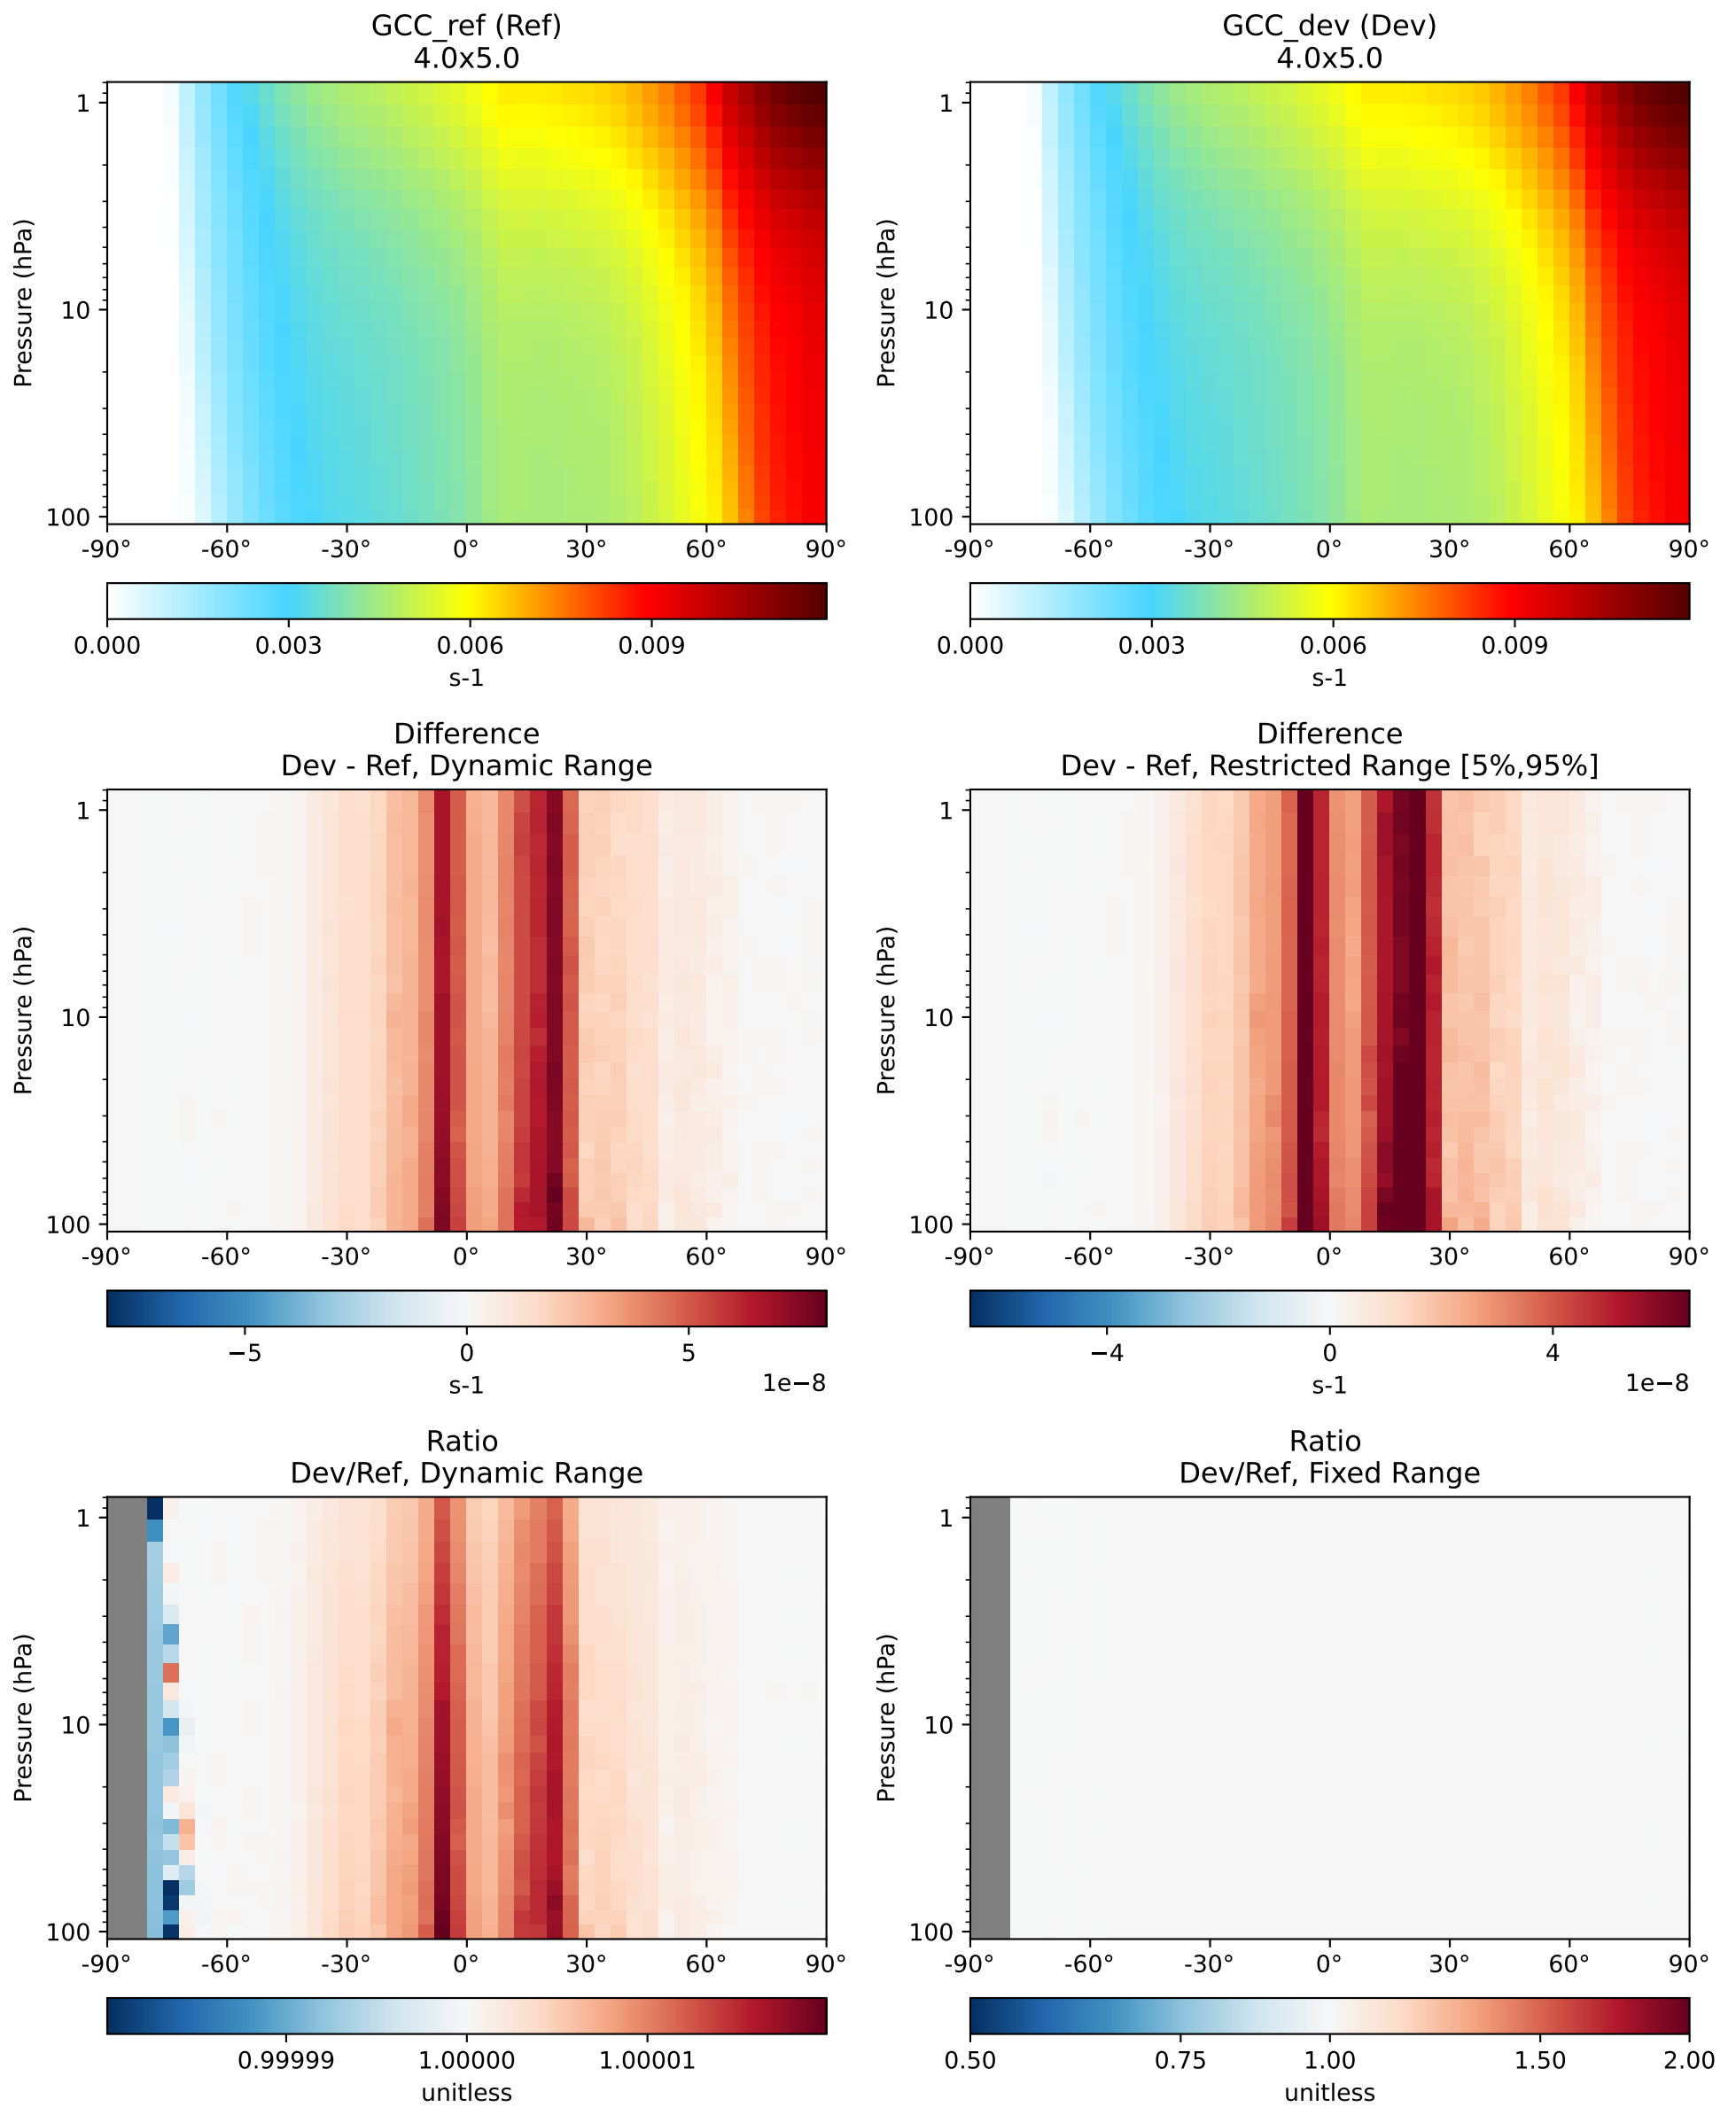 GCC_ref (Ref)
4.0x5.0
Pressure (hPa)
1
10
100
-90° -60° -30° 0° 30° 60° 90°
0.000 0.003 0.006 0.009
s-1
GCC_dev (Dev)
4.0x5.0
Pressure (hPa)
1
10
100
-90° -60° -30° 0° 30° 60° 90°
0.000 0.003 0.006 0.009
s-1
Difference
Dev - Ref, Dynamic Range
Pressure (hPa)
1
10
100
-90° -60° -30° 0° 30° 60° 90°
−5 0 5
1e−8
s-1
Difference
Dev - Ref, Restricted Range [5%,95%]
Pressure (hPa)
1
10
100
-90° -60° -30° 0° 30° 60° 90°
−4 0 4
1e−8
s-1
Ratio
Dev/Ref, Dynamic Range
Pressure (hPa)
1
10
100
-90° -60° -30° 0° 30° 60° 90°
0.99999 1.00000 1.00001
unitless
Ratio
Dev/Ref, Fixed Range
Pressure (hPa)
1
10
100
-90° -60° -30° 0° 30° 60° 90°
0.50 0.75 1.00 1.50 2.00
unitless